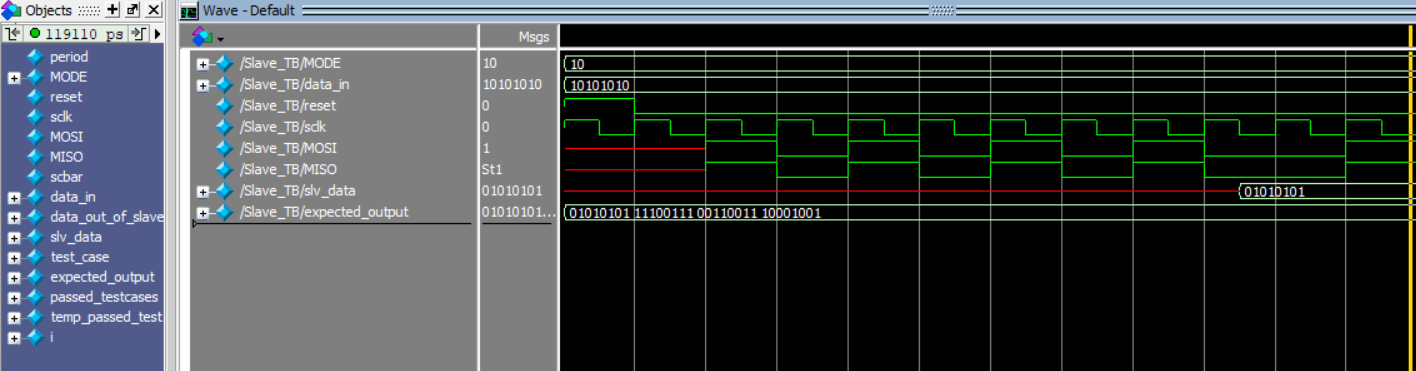 Objects
119110 ps
period
MODE
reset
sclk
MOSI
MISO
scbar
data_in
data_out_of_slave
slv_data
test_case
expected_output
passed_testcases
temp_passed_test
i
Wave - Default
Msgs
/Slave_TB/MODE 10 10
/Slave_TB/data_in 10101010 10101010
/Slave_TB/reset 0
/Slave_TB/sclk 0
/Slave_TB/MOSI 1
/Slave_TB/MISO St1
/Slave_TB/slv_data 01010101 01010101
/Slave_TB/expected_output 01010101... 01010101 11100111 00110011 10001001